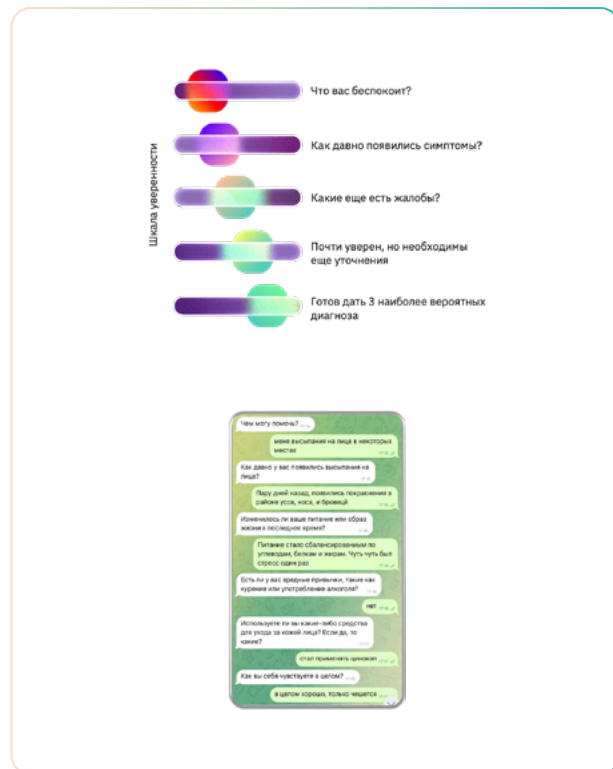 Шкала уверенности
Что вас беспокоит?
Как давно появились симптомы?
Какие еще есть жалобы?
Почти уверен, но необходимы
еще уточнения
Готов дать 3 наиболее вероятных
диагноза
Чем могу помочь?
меня высыпания на лице в некоторых
местах
Как давно у вас появились высыпания на
лице?
Пару дней назад, появились покраснения в
районе усов, носа, и бровей
Изменилось ли ваше питание или образ
жизни в последнее время?
Питание стало сбалансированным по
углеводам, белкам и жирам. Чуть чуть был
стресс один раз
Есть ли у вас вредные привычки, такие как
курение или употребление алкоголя?
нет
Используете ли вы какие-либо средства
для ухода за кожей лица? Если да, то
какие?
стал применять цинокап
Как вы себя чувствуете в целом?
в целом хорошо, только чешется